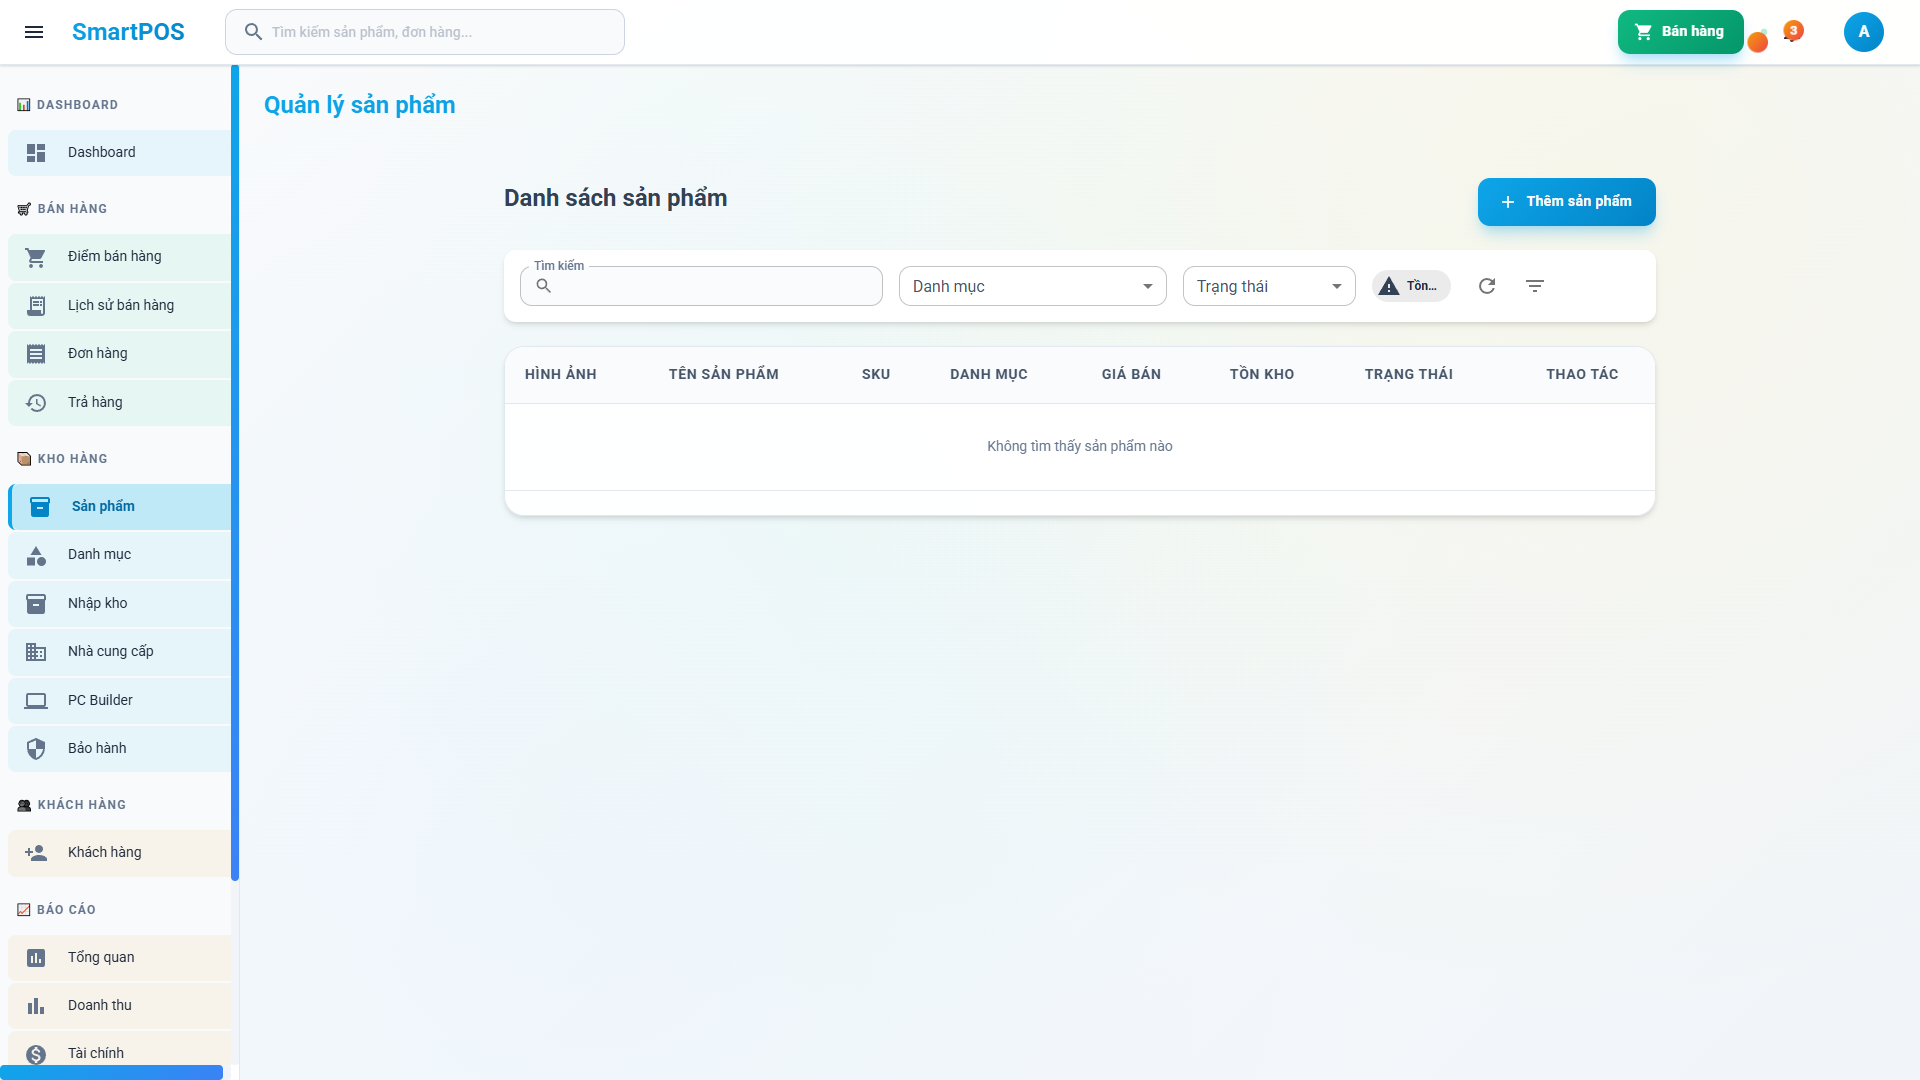 SmartPOS
Tìm kiếm sản phẩm, đơn hàng...
Bán hàng
3
A
DASHBOARD
Dashboard
BÁN HÀNG
Điểm bán hàng
Lịch sử bán hàng
Đơn hàng
Trả hàng
KHO HÀNG
Sản phẩm
Danh mục
Nhập kho
Nhà cung cấp
PC Builder
Bảo hành
KHÁCH HÀNG
Khách hàng
BÁO CÁO
Tổng quan
Doanh thu
Tài chính
Quản lý sản phẩm
Danh sách sản phẩm
Thêm sản phẩm
Tìm kiếm
Danh mục
Trạng thái
Tồn...
HÌNH ẢNH TÊN SẢN PHẨM SKU DANH MỤC GIÁ BÁN TỒN KHO TRẠNG THÁI THAO TÁC
Không tìm thấy sản phẩm nào